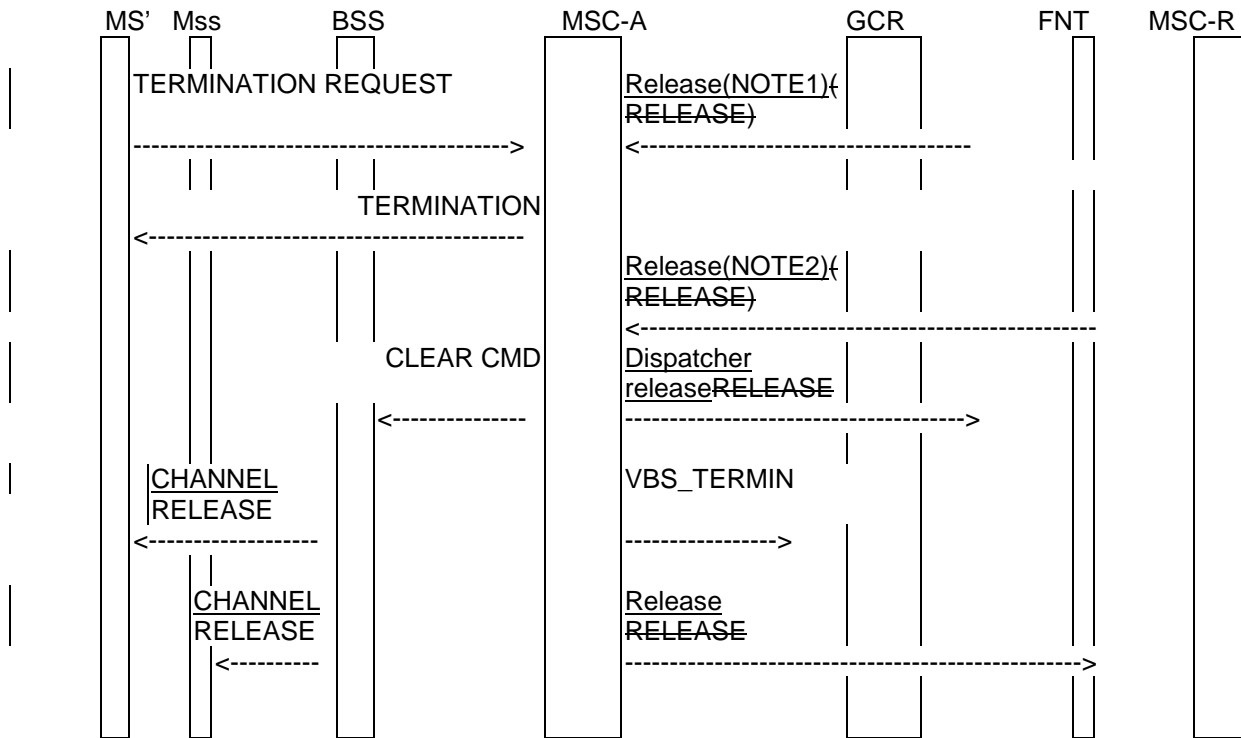 MS’ Mss BSS MSC-A GCR FNT MSC-R
TERMINATION REQUEST Release(NOTE1)(
RELEASE)
---------------------------------------> <-----------------------------------
TERMINATION
<---------------------------------------
Release(NOTE2)(
RELEASE)
<-----------------------------------------------
CLEAR CMD Dispatcher
releaseRELEASE
<--------------- ----------------------------------->
CHANNEL VBS_TERMIN
RELEASE
<------------------ ---------------->
CHANNEL Release
RELEASE RELEASE
<---------- ----------------------------------------------->